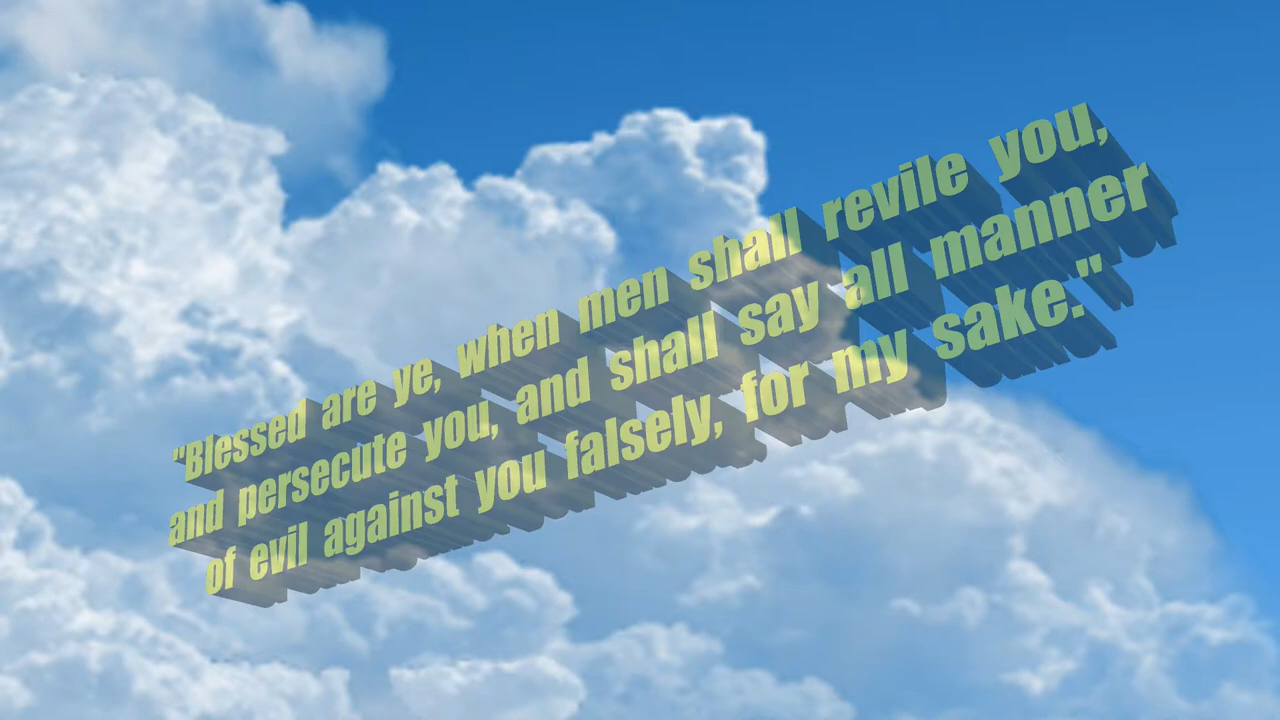 "Blessed are ye, when men shall revile you,
and persecute you, and shall say all manner
of evil against you falsely, for my sake."